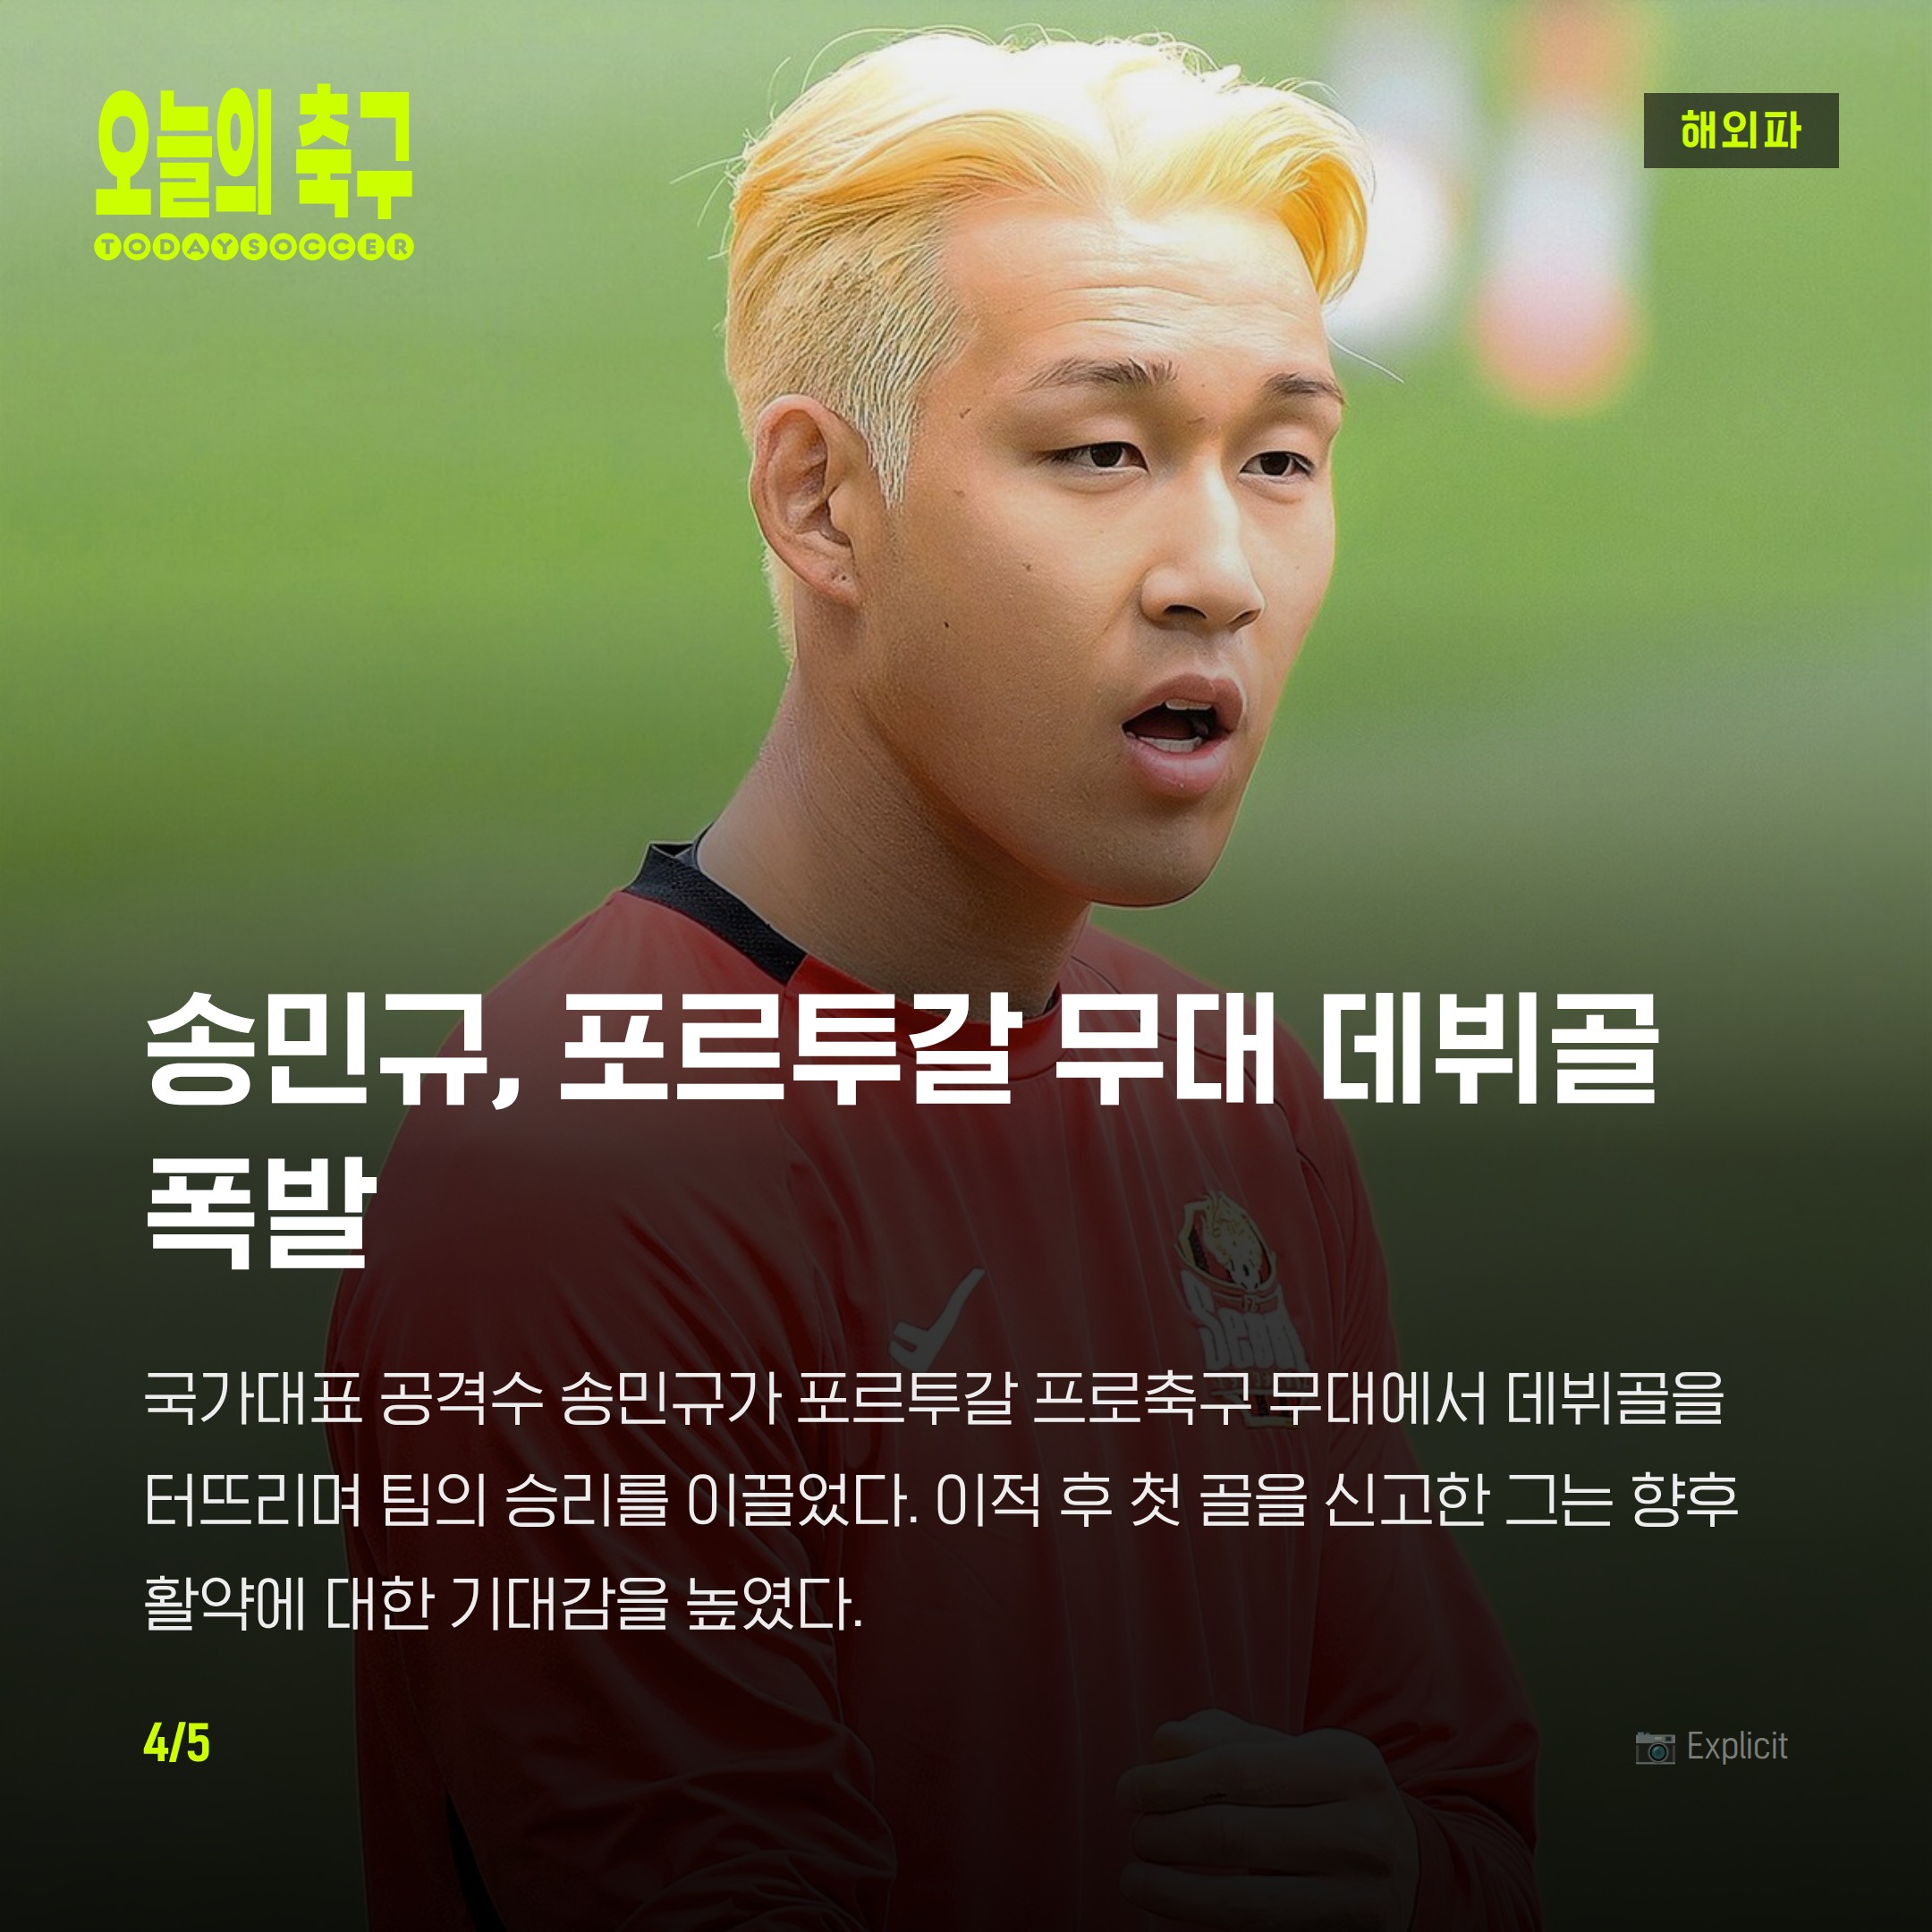 오늘의 축구
TODAYSOCCER
해외파
송민규, 포르투갈 무대 데뷔골
폭발
Seoul
국가대표 공격수 송민규가 포르투갈 프로축구 무대에서 데뷔골을
터뜨리며 팀의 승리를 이끌었다. 이적 후 첫 골을 신고한 그는 향후
활약에 대한 기대감을 높였다.
4/5
Explicit